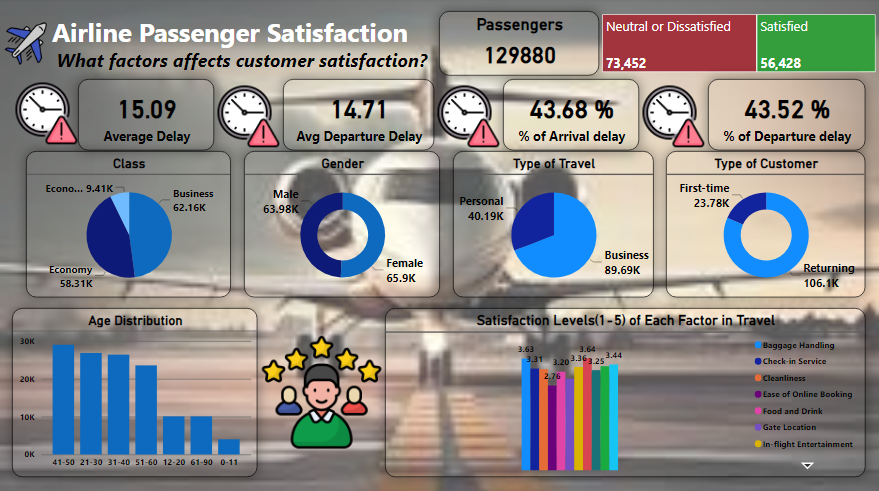 Airline Passenger Satisfaction
What factors affects customer satisfaction?
Passengers
129880
Neutral or Dissatisfied
73,452
Satisfied
56,428
15.09
Average Delay
14.71
Avg Departure Delay
43.68 %
% of Arrival delay
43.52 %
% of Departure delay
Class
Econo... 9.41K
Business
62.16K
Economy
58.31K
Gender
Male
63.98K
Female
65.9K
Type of Travel
Personal
40.19K
Business
89.69K
Type of Customer
First-time
23.78K
Returning
106.1K
Age Distribution
30K
20K
10K
0K
41-50 21-30 31-40 51-60 12-20 61-90 0-11
Satisfaction Levels(1-5) of Each Factor in Travel
3.63 3.31 2.76 3.20 3.36 3.64 3.25 3.44
Baggage Handling
Check-in Service
Cleanliness
Ease of Online Booking
Food and Drink
Gate Location
In-flight Entertainment